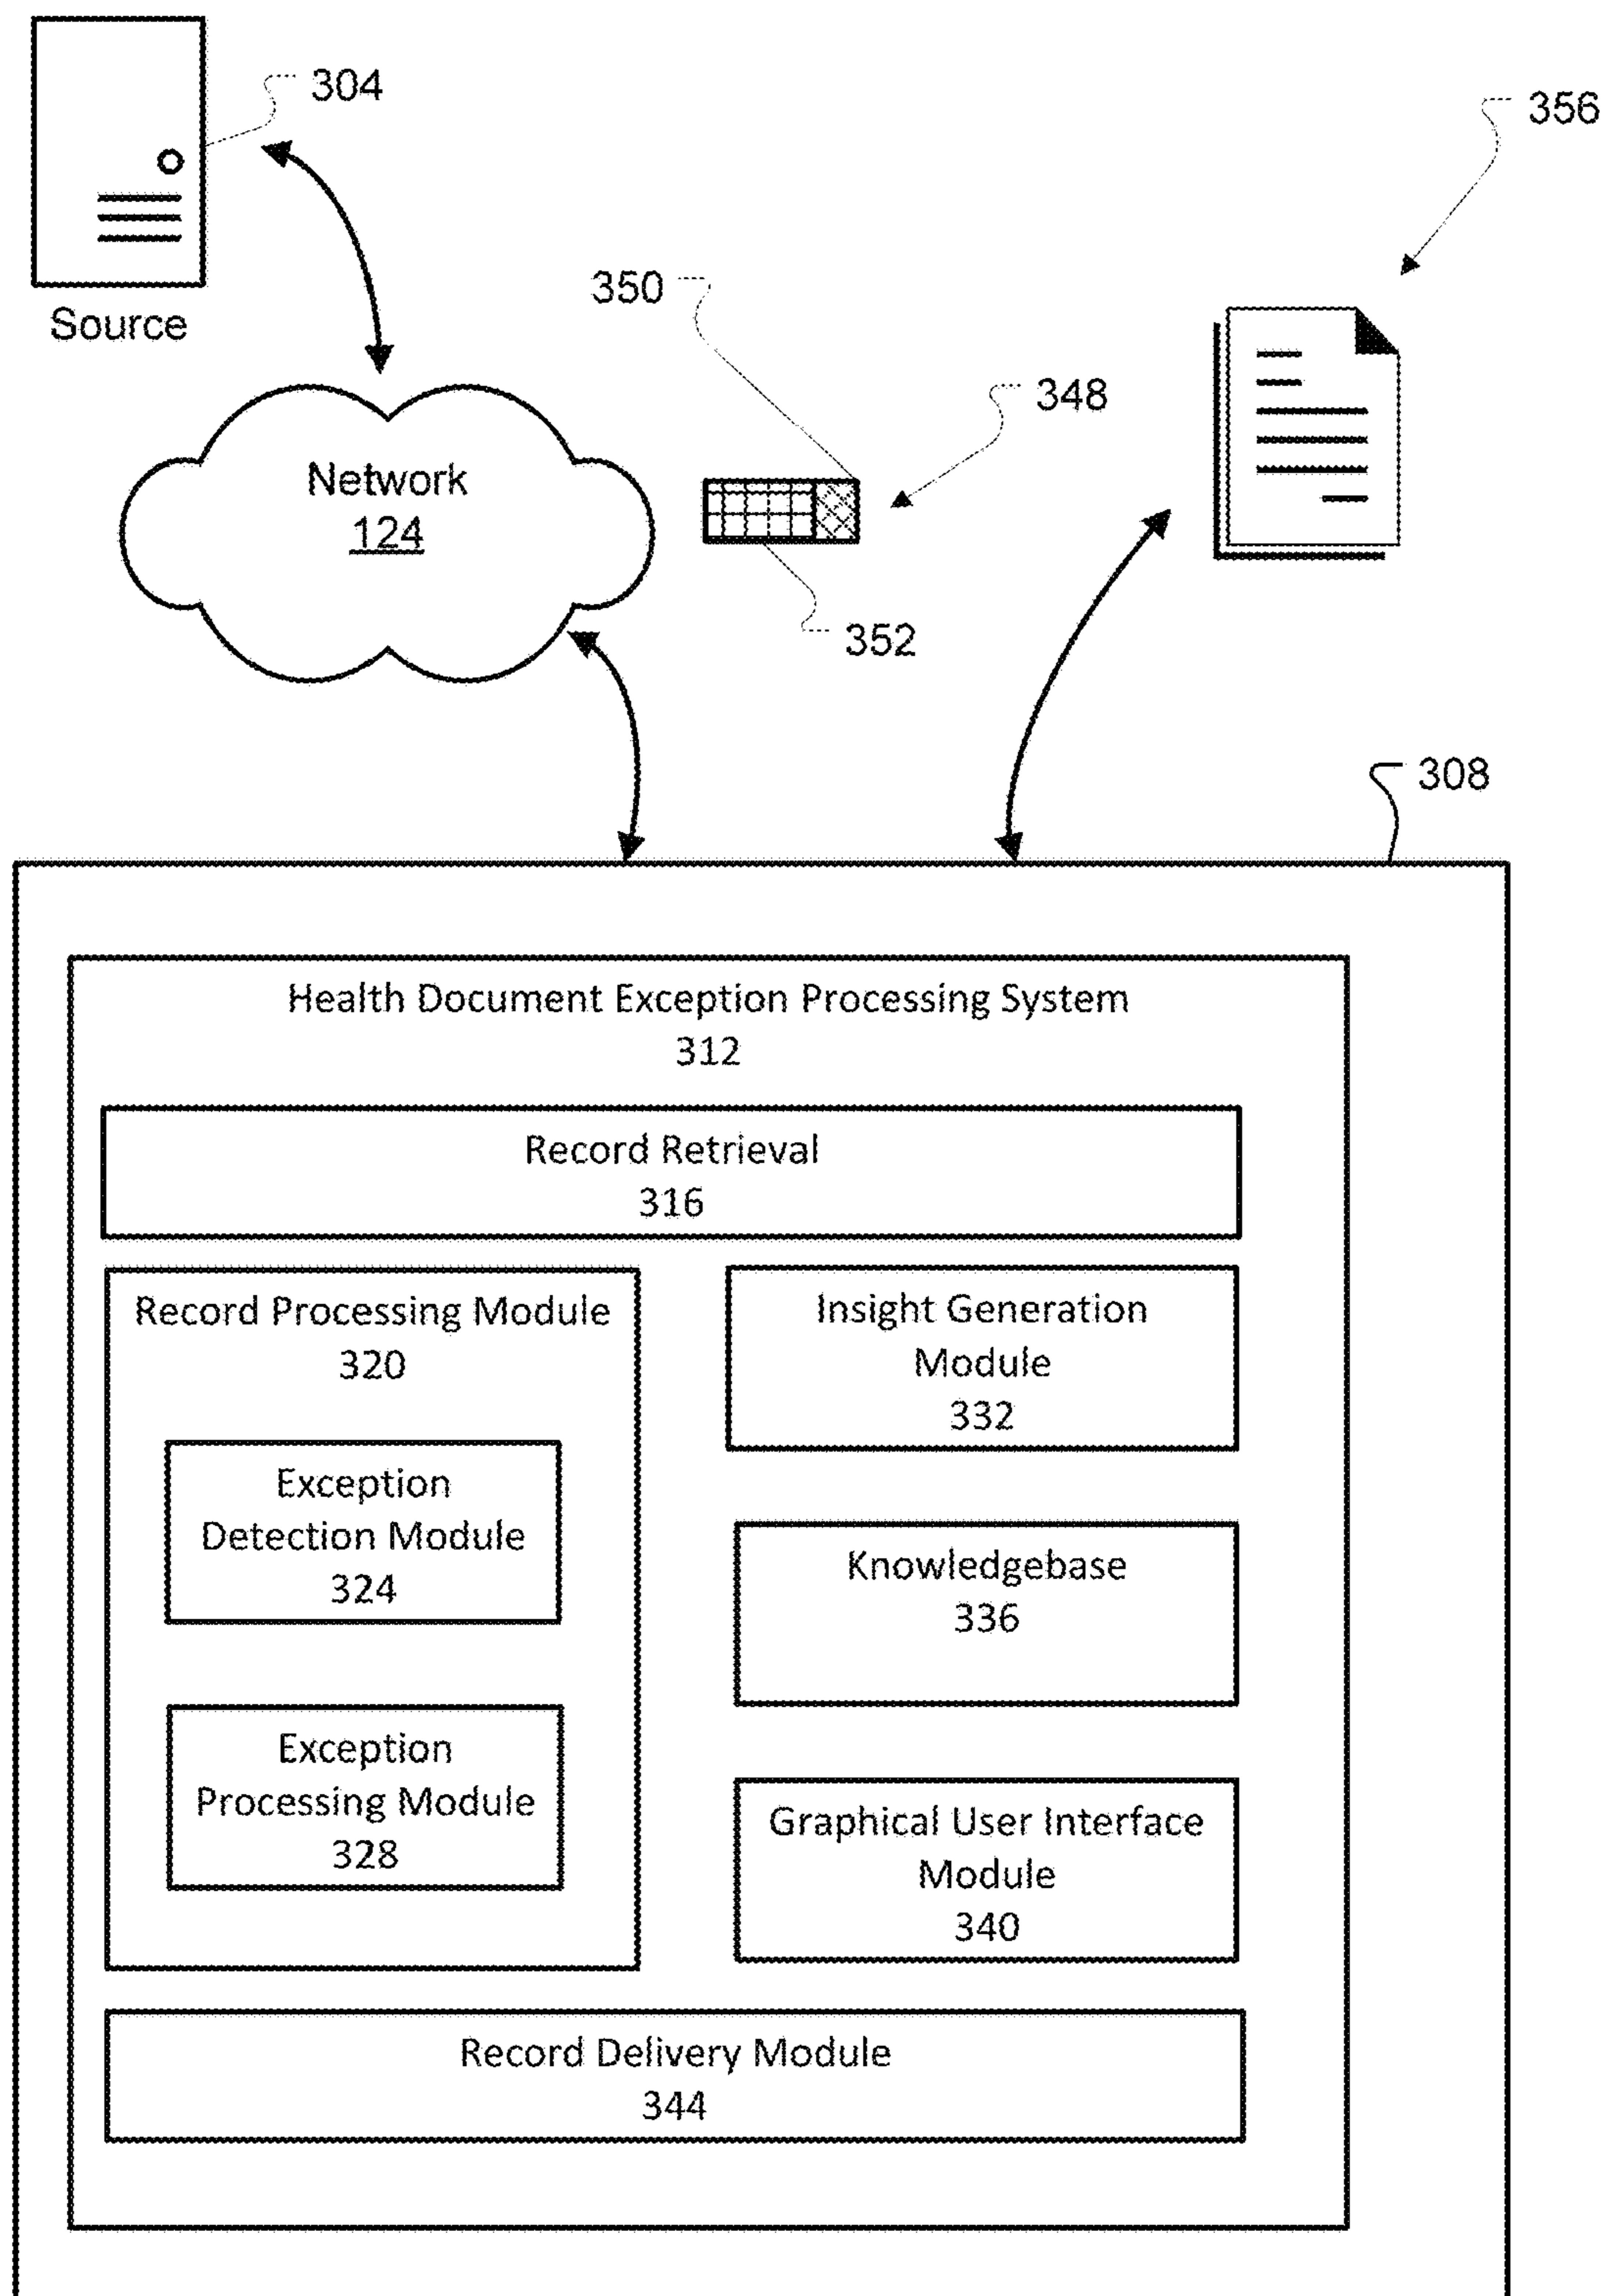 304
356
Source
350
348
Network
124
352
308
Health Document Exception Processing System
312
Record Retrieval
316
Record Processing Module
320
Exception
Detection Module
324
Exception
Processing Module
328
Insight Generation
Module
332
Knowledgebase
336
Graphical User Interface
Module
340
Record Delivery Module
344